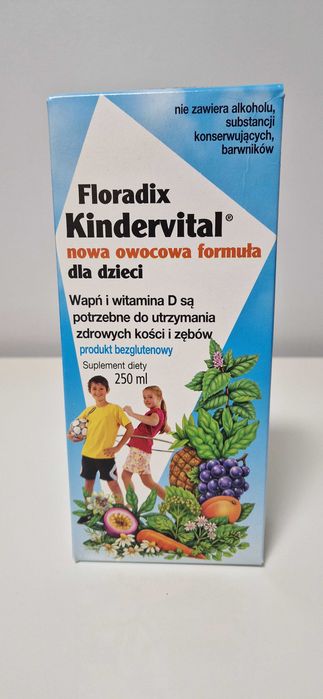 nie zawiera alkoholu,
substancji
konserwujących,
barwników
Floradix
Kindervital®
nowa owocowa formuła
dla dzieci
Wapń i witamina D są
potrzebne do utrzymania
zdrowych kości i zębów
produkt bezglutenowy
Suplement diety
250 ml